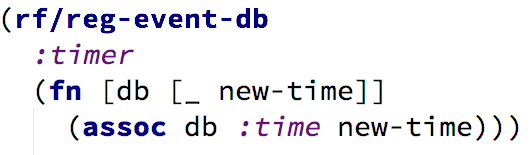 (rf/reg-event-db
  :timer
  (fn [db [_ new-time]]
    (assoc db :time new-time)))